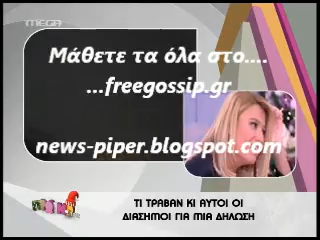 MEGA
Μάθετε τα όλα στο....
...freegossip.gr
news-piper.blogspot.com
ΤΙ ΤΡΑΒΑΝ ΚΙ ΑΥΤΟΙ ΟΙ
ΔΙΑΣΗΜΟΙ ΓΙΑ ΜΙΑ ΔΗΛΩΣΗ